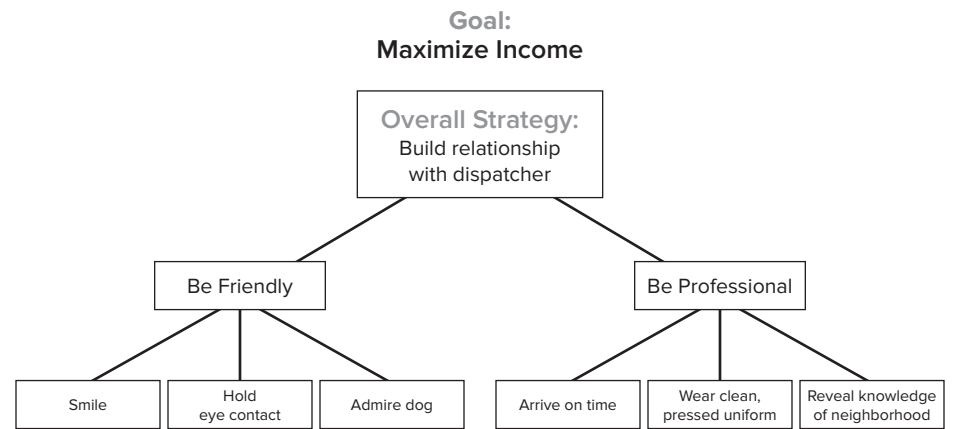 Goal:
Maximize Income
Overall Strategy:
Build relationship
with dispatcher
Be Friendly
Be Professional
Smile
Hold
eye contact
Admire dog
Arrive on time
Wear clean,
pressed uniform
Reveal knowledge
of neighborhood